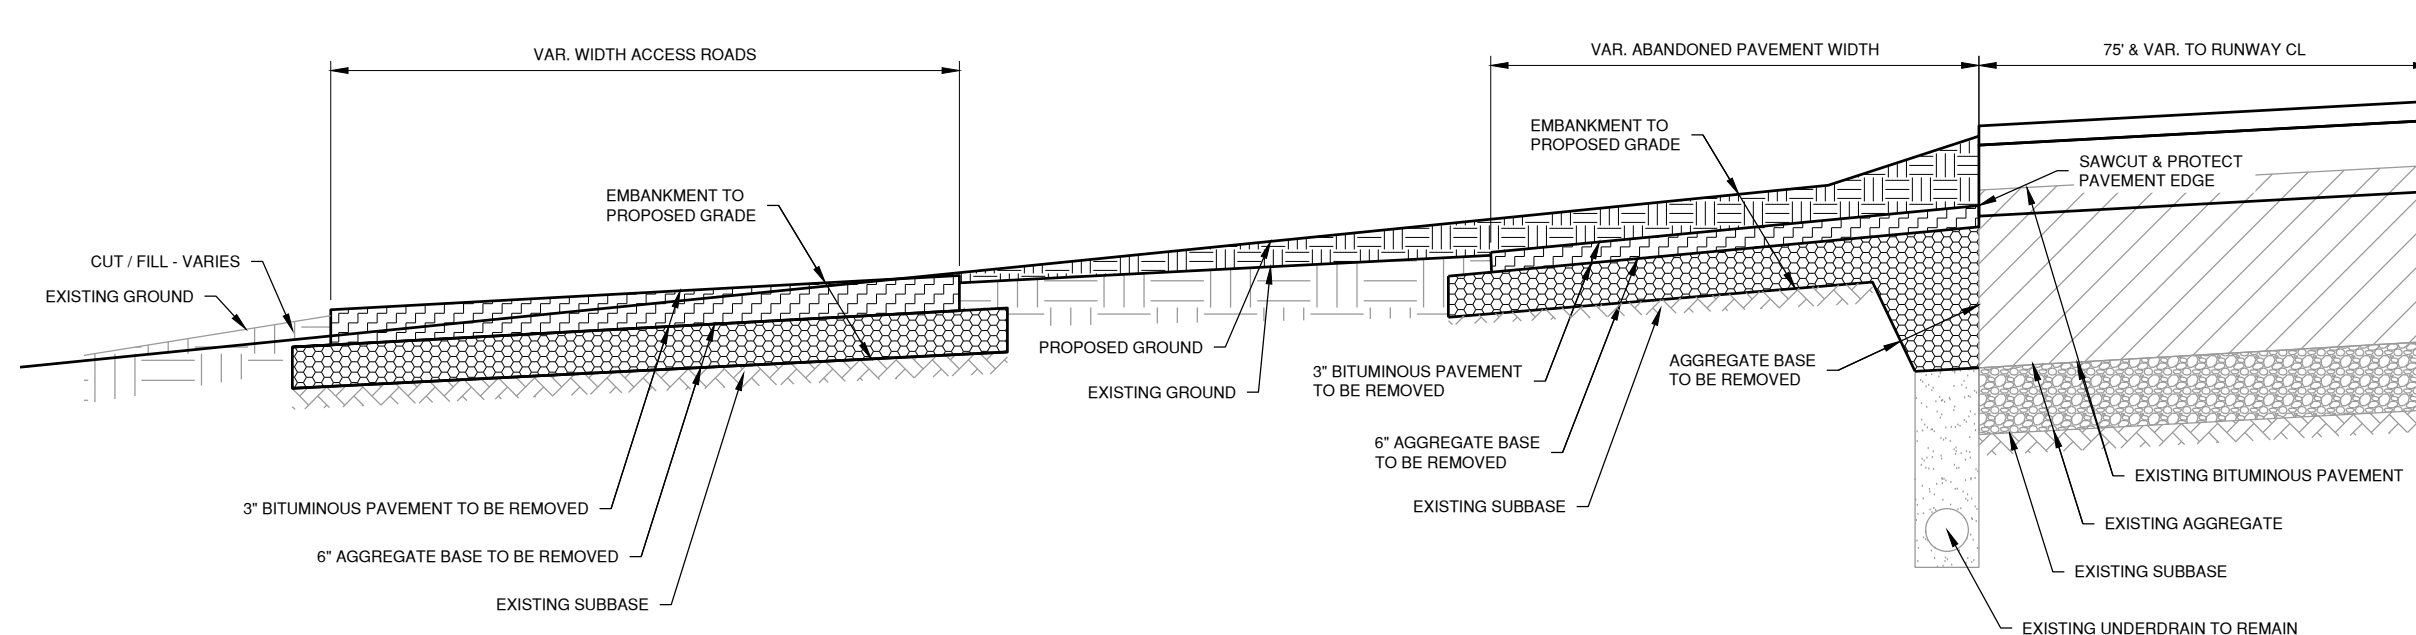 VAR. WIDTH ACCESS ROADS
VAR. ABANDONED PAVEMENT WIDTH
75' & VAR. TO RUNWAY CL
EMBANKMENT TO
PROPOSED GRADE
SAWCUT & PROTECT
PAVEMENT EDGE
EMBANKMENT TO
PROPOSED GRADE
CUT / FILL - VARIES
EXISTING GROUND
PROPOSED GROUND
EXISTING GROUND
3" BITUMINOUS PAVEMENT
TO BE REMOVED
AGGREGATE BASE
TO BE REMOVED
6" AGGREGATE BASE
TO BE REMOVED
EXISTING SUBBASE
EXISTING BITUMINOUS PAVEMENT
EXISTING AGGREGATE
EXISTING SUBBASE
EXISTING UNDERDRAIN TO REMAIN
3" BITUMINOUS PAVEMENT TO BE REMOVED
6" AGGREGATE BASE TO BE REMOVED
EXISTING SUBBASE